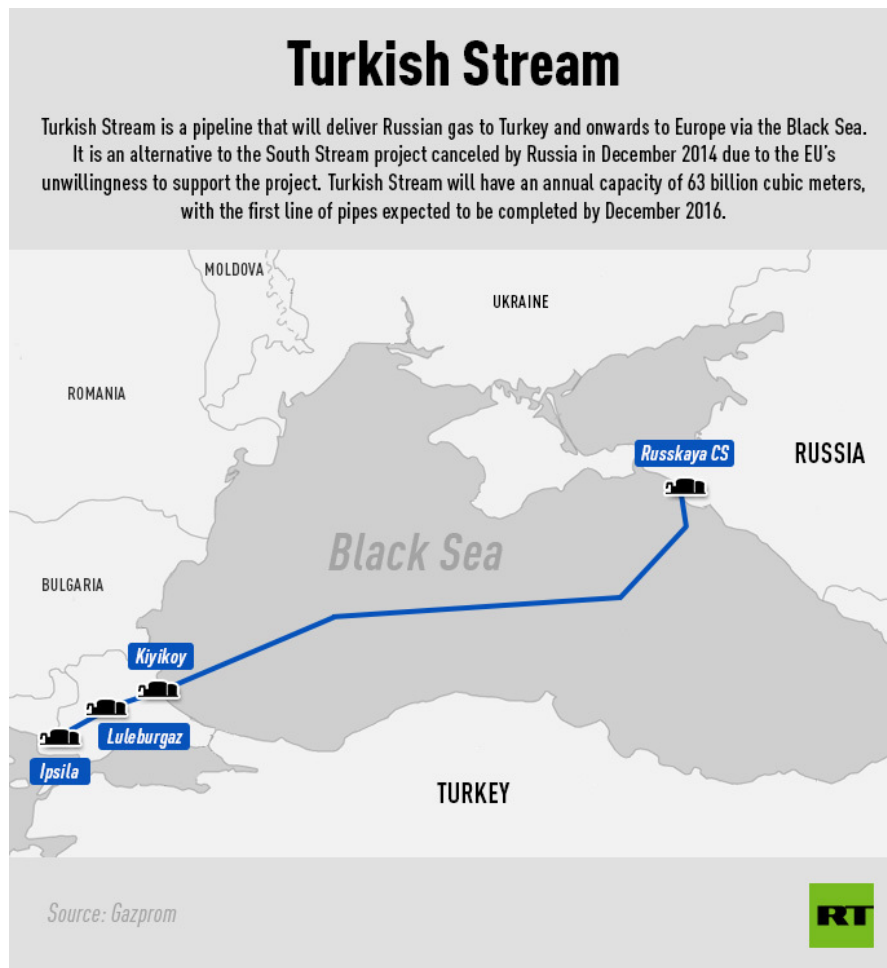 Turkish Stream
Turkish Stream is a pipeline that will deliver Russian gas to Turkey and onwards to Europe via the Black Sea.
It is an alternative to the South Stream project canceled by Russia in December 2014 due to the EU's
unwillingness to support the project. Turkish Stream will have an annual capacity of 63 billion cubic meters,
with the first line of pipes expected to be completed by December 2016.
MOLDOVA
UKRAINE
ROMANIA
Russkaya CS
RUSSIA
Black Sea
BULGARIA
Kiyikoy
Luleburgaz
Ipsila
TURKEY
Source: Gazprom
RT